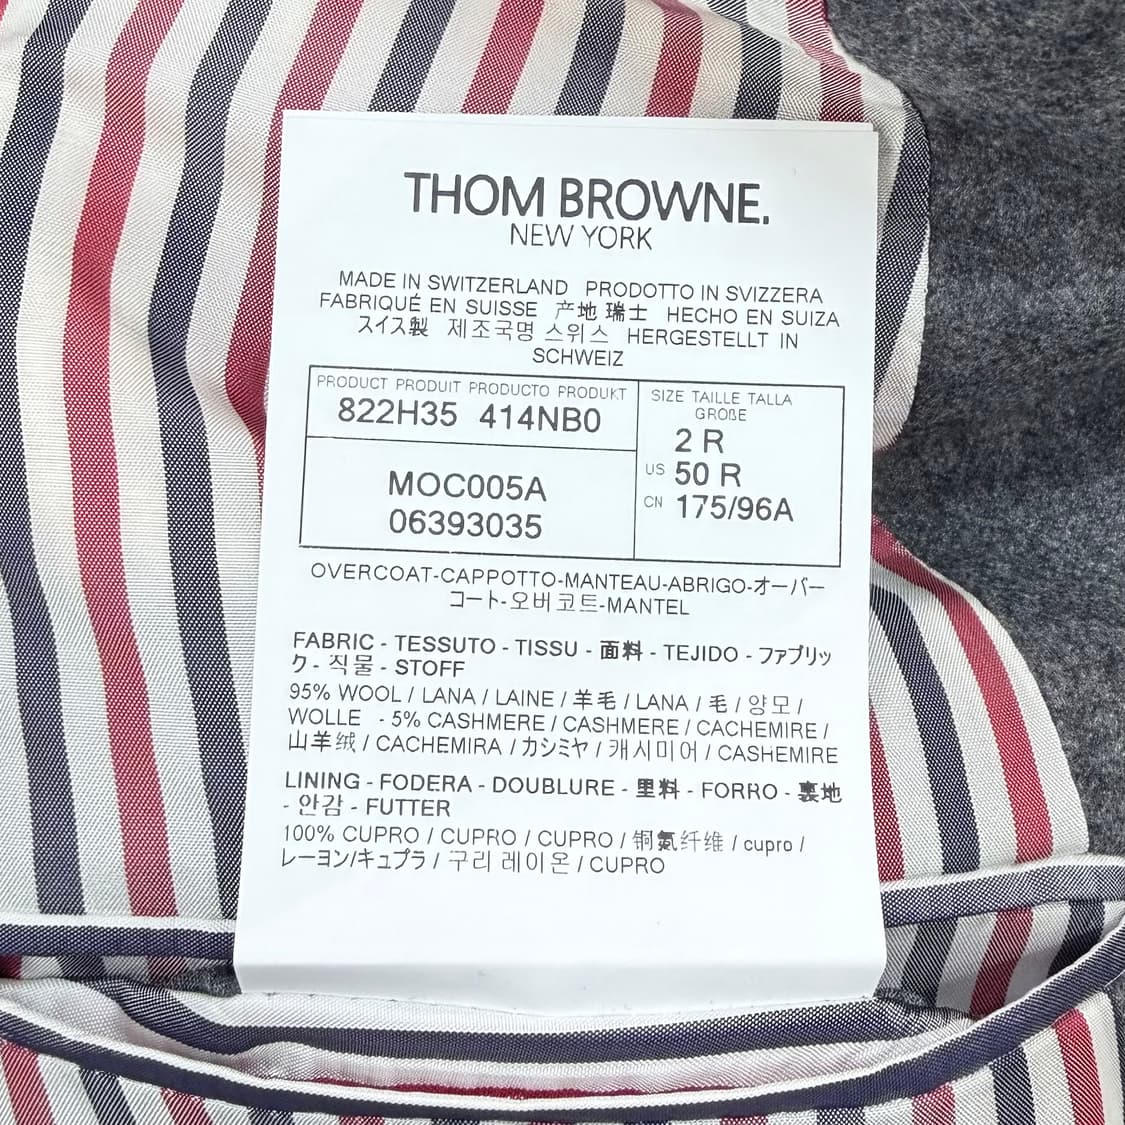 THOM BROWNE.
NEW YORK
MADE IN SWITZERLAND PRODOTTO IN SVIZZERA
FABRIQUÉ EN SUISSE 产地 瑞士 HECHO EN SUIZA
スイス製 제조국명 스위스 HERGESTELLT IN
SCHWEIZ
PRODUCT PRODUIT PRODUCTO PRODUKT
822H35 414NB0
MOC005A
06393035
SIZE TAILLE TALLA
GRÖßE
2 R
US 50 R
CN 175/96A
OVERCOAT-CAPPOTTO-MANTEAU-ABRIGO-オーバー
コート-오버코트-MANTEL
FABRIC - TESSUTO - TISSU - 面料 - TEJIDO - ファブリッ
ク - 직물 - STOFF
95% WOOL / LANA / LAINE / 羊毛 / LANA / 毛 / 양모 /
WOLLE - 5% CASHMERE / CASHMERE / CACHEMIRE /
山羊绒 / CACHEMIRA / カシミヤ / 캐시미어 / CASHEMIRE
LINING - FODERA - DOUBLURE - 里料 - FORRO - 裏地
- 안감 - FUTTER
100% CUPRO / CUPRO / CUPRO / 铜氨纤维 / cupro /
レーヨン/キュプラ / 구리 레이온 / CUPRO